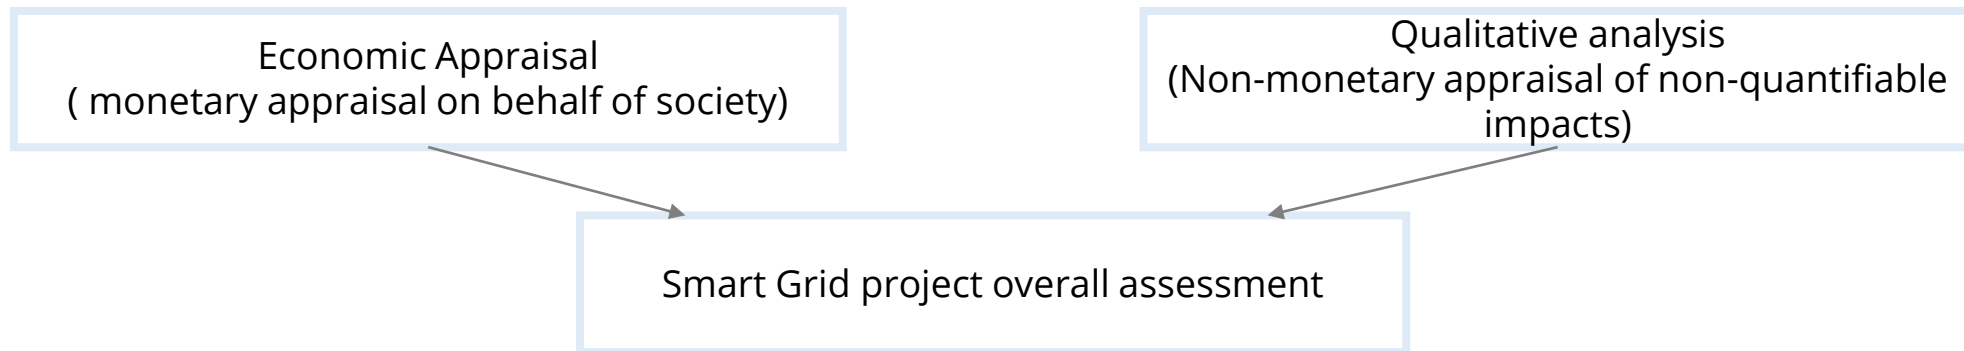 Economic Appraisal
( monetary appraisal on behalf of society)
Qualitative analysis
(Non-monetary appraisal of non-quantifiable
impacts)
Smart Grid project overall assessment